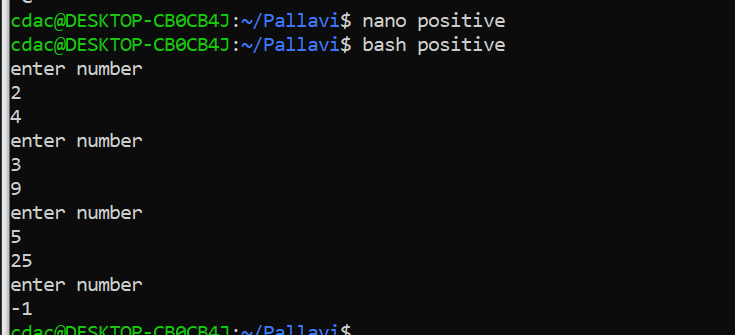 cdac@DESKTOP-CB0CB4J:~/Pallavi$ nano positive
cdac@DESKTOP-CB0CB4J:~/Pallavi$ bash positive
enter number
2
4
enter number
3
9
enter number
5
25
enter number
-1
cdac@DESKTOP-CB0CB4J:~/Pallavi$